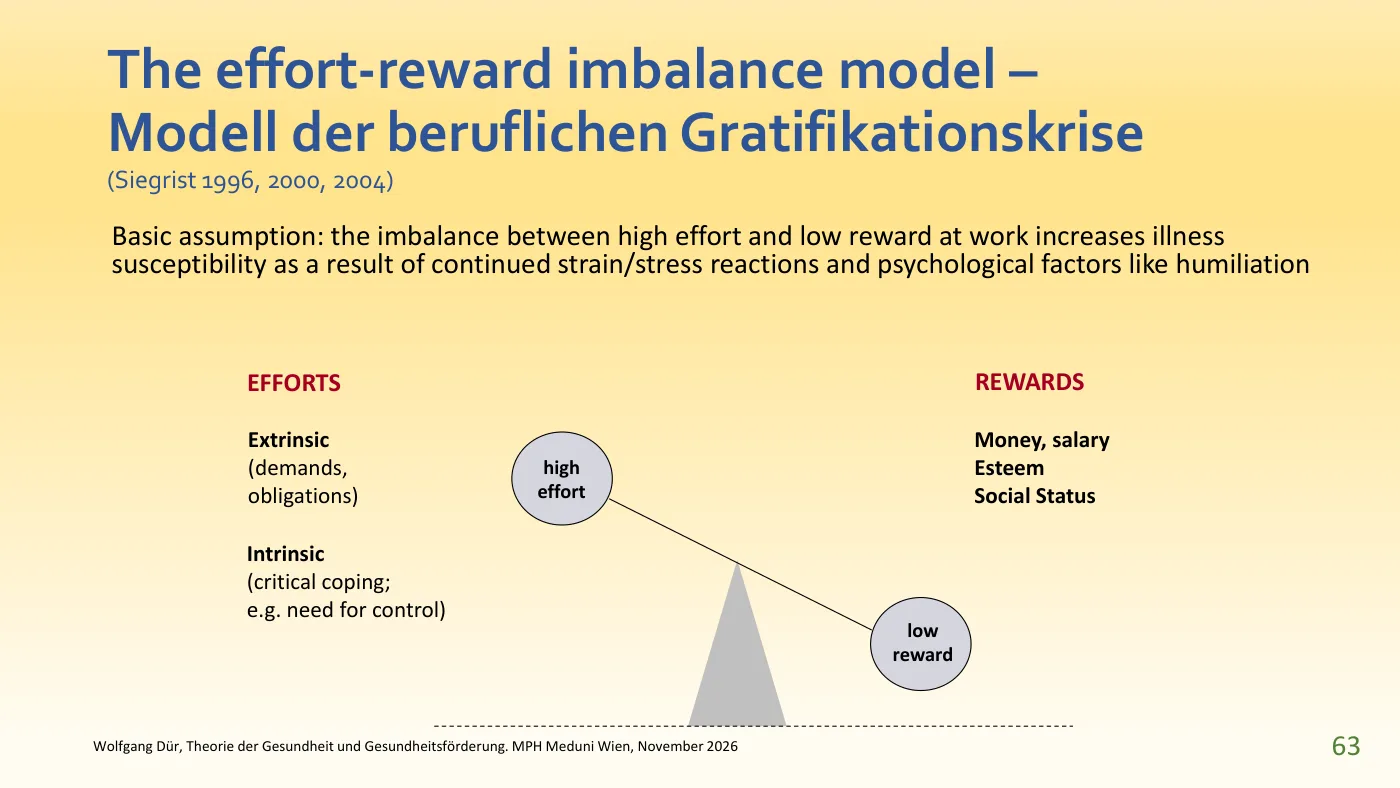 The effort-reward imbalance model –
Modell der beruflichen Gratifikationskrise
(Siegrist 1996, 2000, 2004)
Basic assumption: the imbalance between high effort and low reward at work increases illness
susceptibility as a result of continued strain/stress reactions and psychological factors like humiliation
EFFORTS
Extrinsic
(demands,
obligations)
Intrinsic
(critical coping;
e.g. need for control)
high
effort
low
reward
REWARDS
Money, salary
Esteem
Social Status
Wolfgang Dür, Theorie der Gesundheit und Gesundheitsförderung. MPH Meduni Wien, November 2026
63